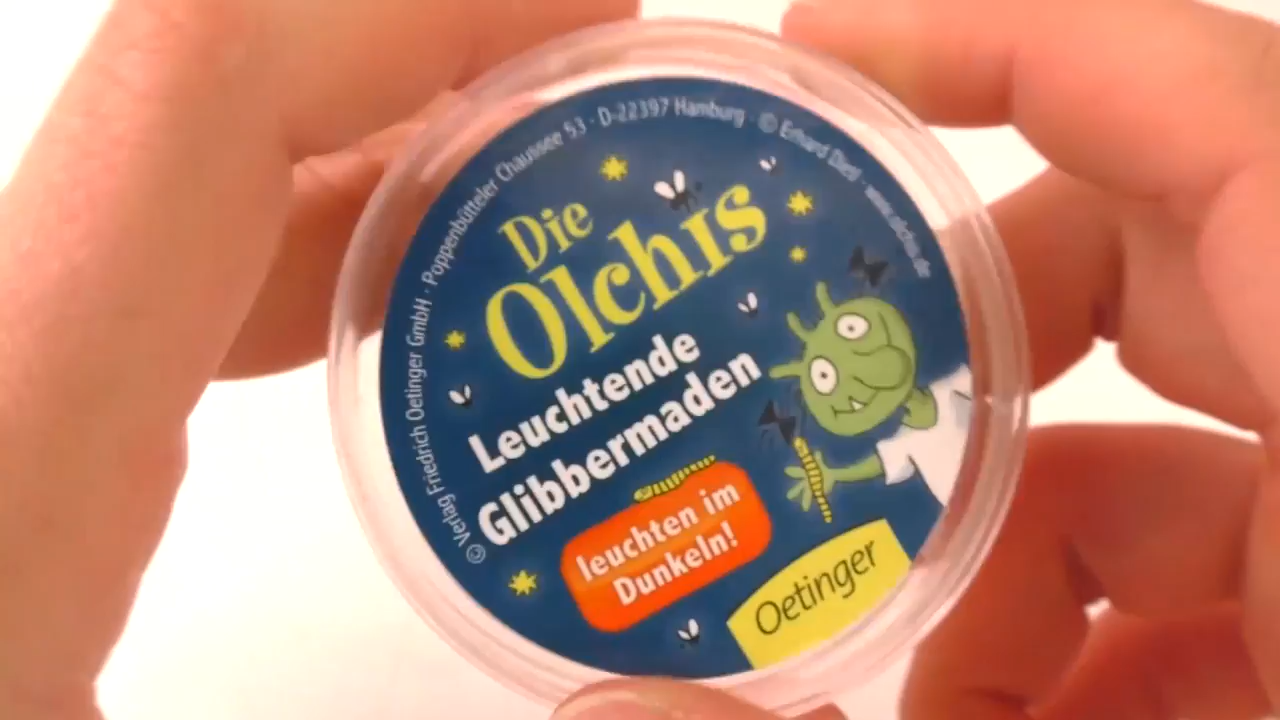 © Verlag Friedrich Oetinger GmbH · Poppenbütteler Chaussee 53 · D-22397 Hamburg · © Erhard Dietl · www.olchis.de
Die
Olchis
Leuchtende
Glibbermaden
leuchten im
Dunkeln!
Oetinger